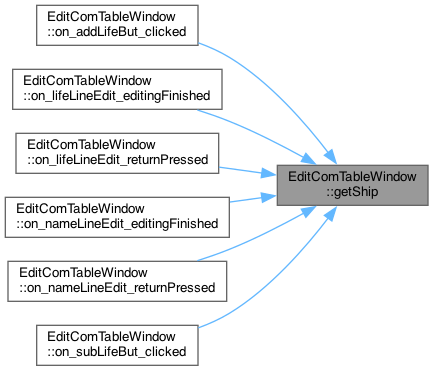 EditComTableWindow
::on_addLifeBut_clicked
EditComTableWindow
::on_lifeLineEdit_editingFinished
EditComTableWindow
::on_lifeLineEdit_returnPressed
EditComTableWindow
::getShip
EditComTableWindow
::on_nameLineEdit_editingFinished
EditComTableWindow
::on_nameLineEdit_returnPressed
EditComTableWindow
::on_subLifeBut_clicked